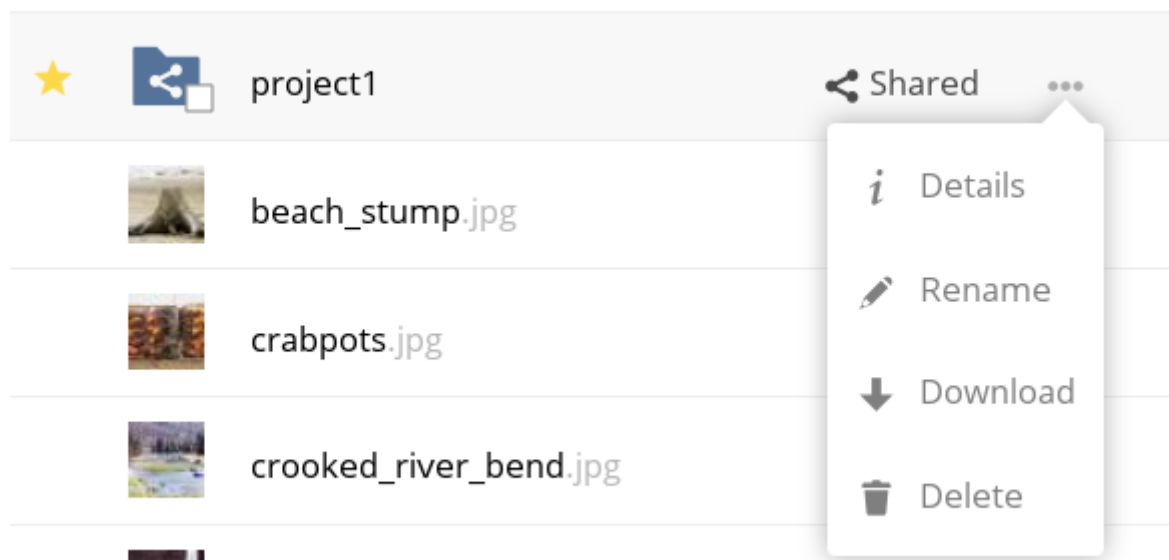 project1 Shared
Details
beach_stump.jpg
Rename
crabpots.jpg
Download
crooked_river_bend.jpg
Delete